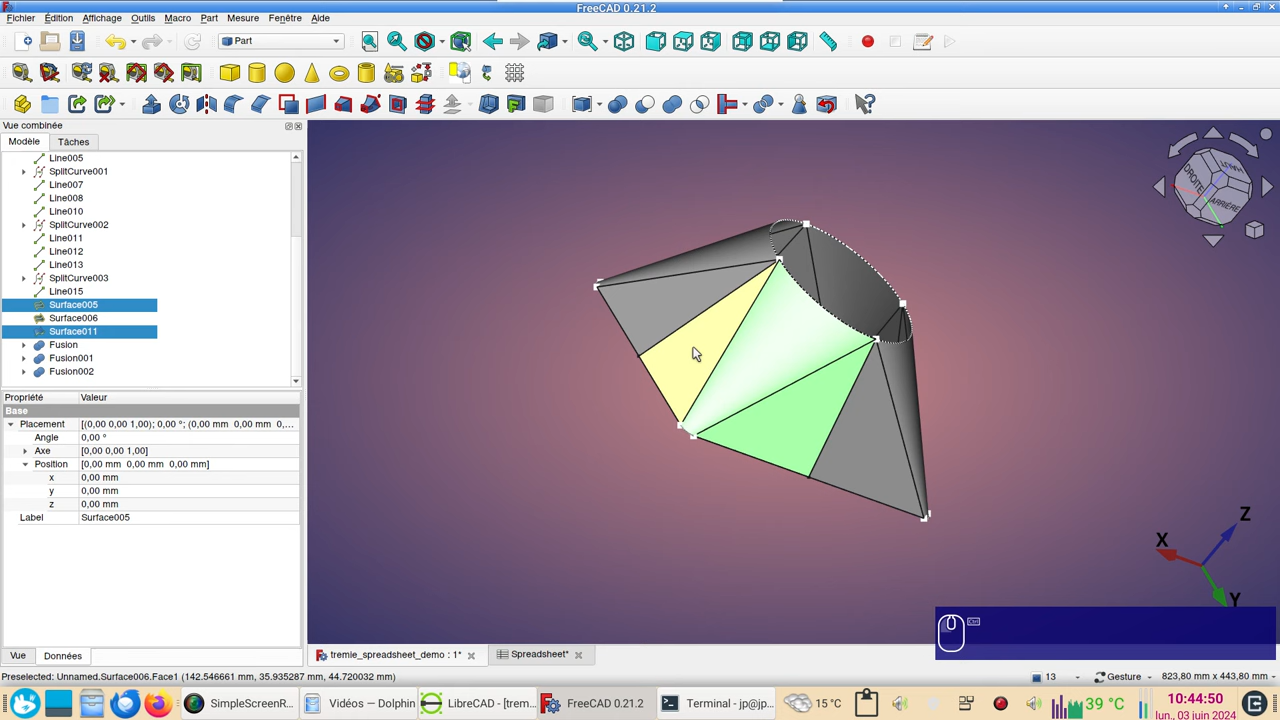 FreeCAD 0.21.2
Fichier Édition Affichage Outils Macro Part Mesure Fenêtre Aide
Part
Vue combinée
Modèle Tâches
Line005
SplitCurve001
Line007
Line008
Line010
SplitCurve002
Line011
Line012
Line013
SplitCurve003
Line015
Surface005
Surface006
Surface011
Fusion
Fusion001
Fusion002
Propriété Valeur
Base
Placement [(0,00 0,00 1,00); 0,00 °; (0,00 mm 0,00 mm 0,...
Angle 0,00 °
Axe [0,00 0,00 1,00]
Position [0,00 mm 0,00 mm 0,00 mm]
x 0,00 mm
y 0,00 mm
z 0,00 mm
Label Surface005
DROITE
ARRIÈRE
X
Z
Y
Ctrl
Vue Données
tremie_spreadsheet_demo : 1* Spreadsheet*
Preselected: Unnamed.Surface006.Face1 (142.546661 mm, 35.935287 mm, 44.720032 mm) 13 Gesture 823,80 mm × 443,80 mm
SimpleScreenR... Vidéos — Dolphin LibreCAD - [trem... FreeCAD 0.21.2 Terminal - jp@jp... 15°C 39 °C 10:44:50
lun., 03 juin 2024